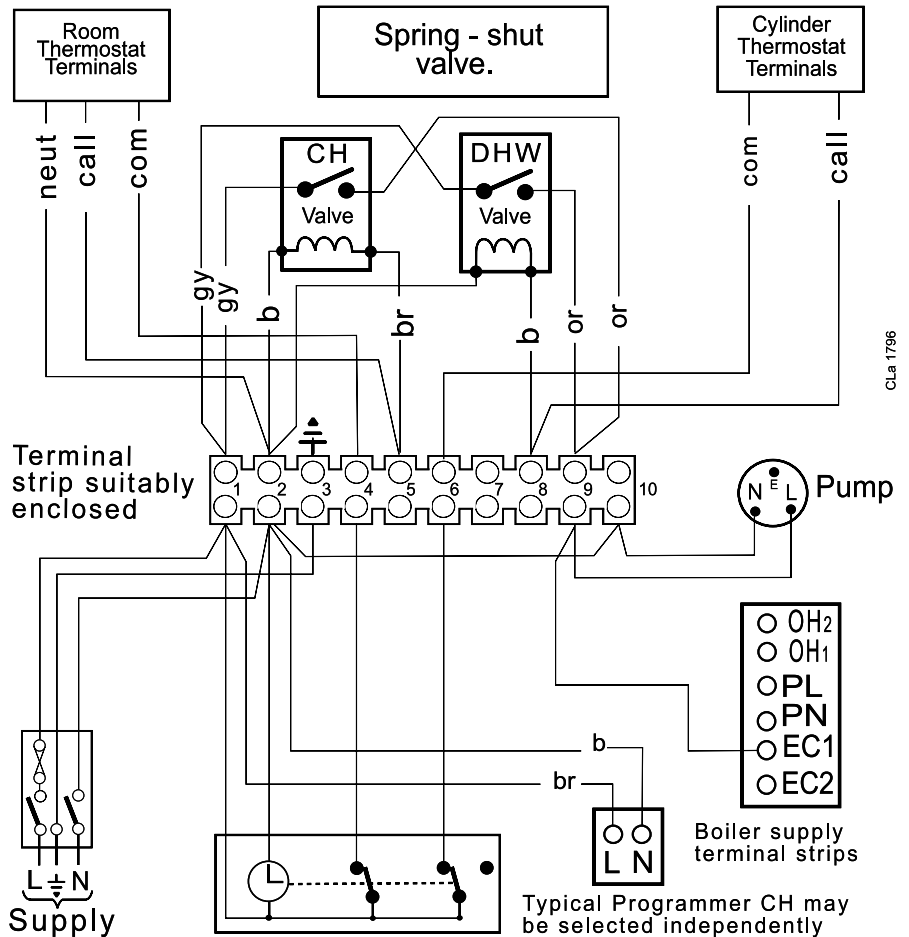 Room
Thermostat
Terminals
Spring - shut
valve.
Cylinder
Thermostat
Terminals
neut
call
com
com
call
CH
Valve
DHW
Valve
gy
gy
b
br
b
or
or
CLa 1796
Terminal
strip suitably
enclosed
1 2 3 4 5 6 7 8 9 10
N E L
Pump
OH2
OH1
PL
PN
EC1
EC2
b
br
L N
Boiler supply
terminal strips
L N
Supply
Typical Programmer CH may
be selected independently